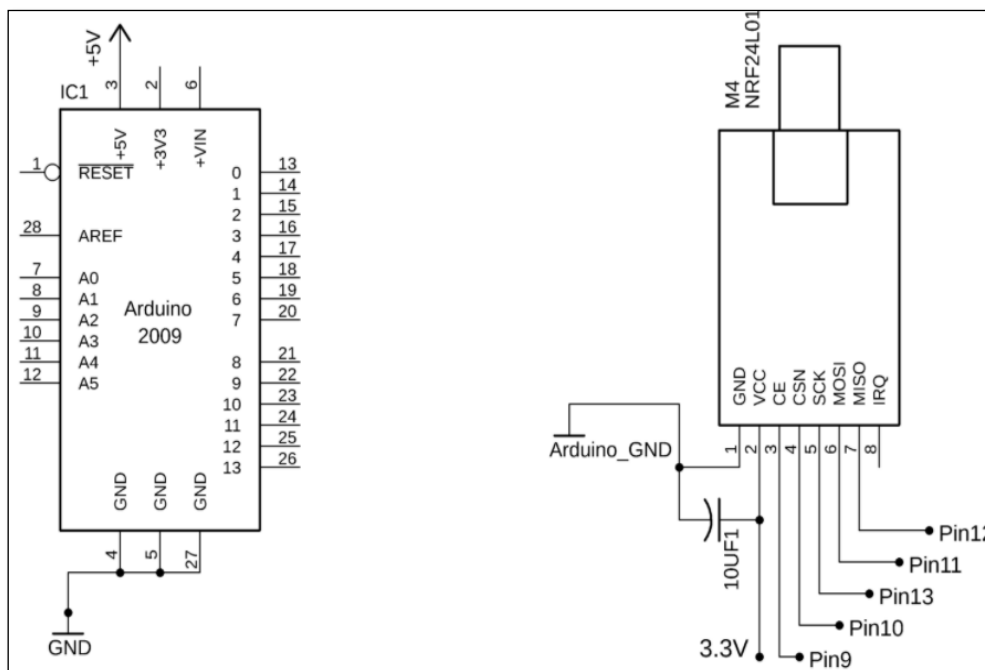 +5V
3
2
6
IC1
+5V
+3V3
+VIN
1
RESET
28
AREF
7
A0
8
A1
9
A2
10
A3
11
A4
12
A5
Arduino
2009
0
13
1
14
2
15
3
16
4
17
5
18
6
19
7
20
8
21
9
22
10
23
11
24
12
25
13
26
GND
GND
GND
4
5
27
GND
M4
NRF24L01
GND
VCC
CE
CSN
SCK
MOSI
MISO
IRQ
1
2
3
4
5
6
7
8
Arduino_GND
10UF1
Pin12
Pin11
Pin13
Pin10
3.3V
Pin9